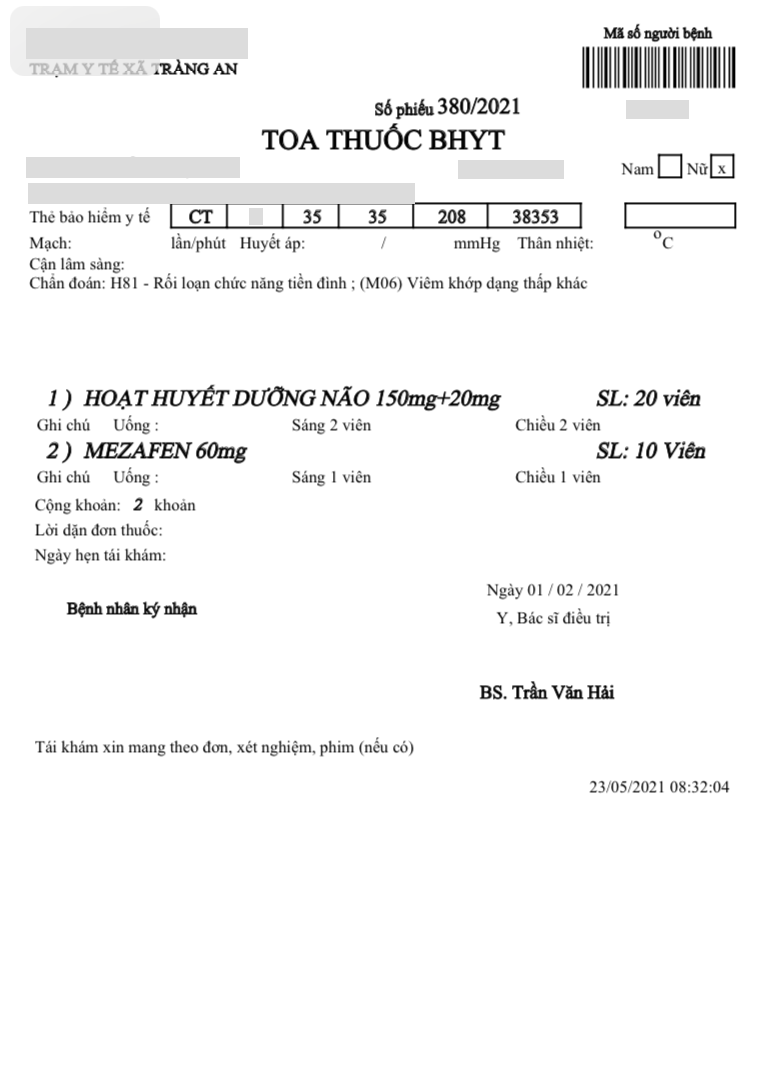 Mã số người bệnh
TRẠM Y TẾ XÃ TRÀNG AN
Số phiếu 380/2021
TOA THUỐC BHYT
Nam Nữ x
Thẻ bảo hiểm y tế CT 35 35 208 38353
Mạch: lần/phút Huyết áp: / mmHg Thân nhiệt: °C
Cận lâm sàng:
Chẩn đoán: H81 - Rối loạn chức năng tiền đình ; (M06) Viêm khớp dạng thấp khác
1 ) HOẠT HUYẾT DƯỠNG NÃO 150mg+20mg SL: 20 viên
Ghi chú Uống : Sáng 2 viên Chiều 2 viên
2 ) MEZAFEN 60mg SL: 10 Viên
Ghi chú Uống : Sáng 1 viên Chiều 1 viên
Cộng khoản: 2 khoản
Lời dặn đơn thuốc:
Ngày hẹn tái khám:
Ngày 01 / 02 / 2021
Bệnh nhân ký nhận
Y, Bác sĩ điều trị
BS. Trần Văn Hải
Tái khám xin mang theo đơn, xét nghiệm, phim (nếu có)
23/05/2021 08:32:04